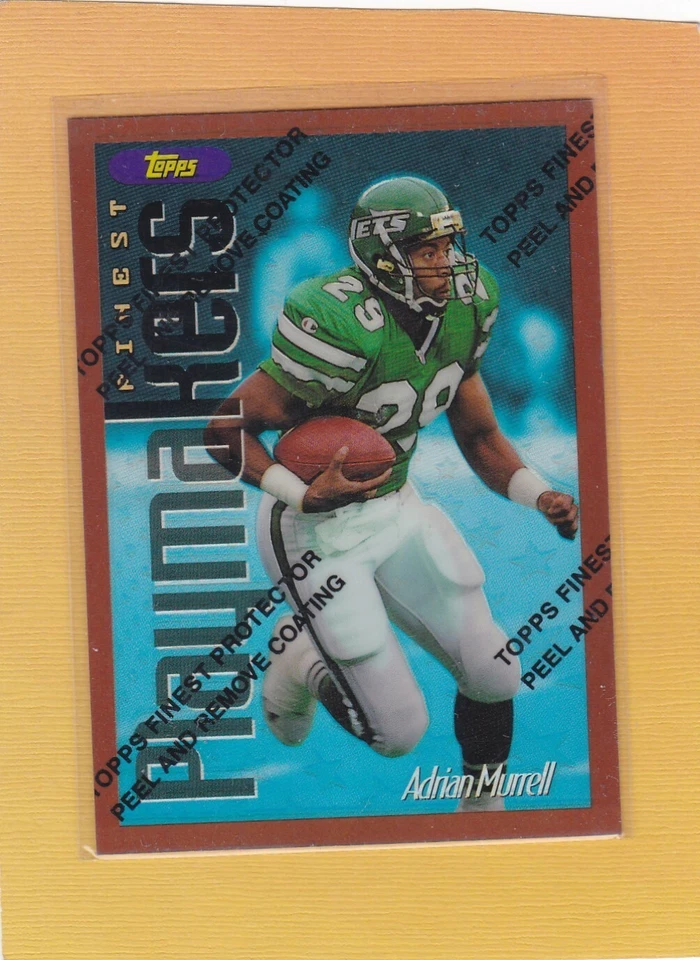 TOPPS
FINEST
Playmakers
JETS
29
29
29
TOPPS FINEST PROTECTOR
PEEL AND REMOVE COATING
TOPPS FINEST
PEEL AND
TOPPS FINEST PROTECTOR
PEEL AND REMOVE COATING
TOPPS FINEST
PEEL AND
Adrian Murrell